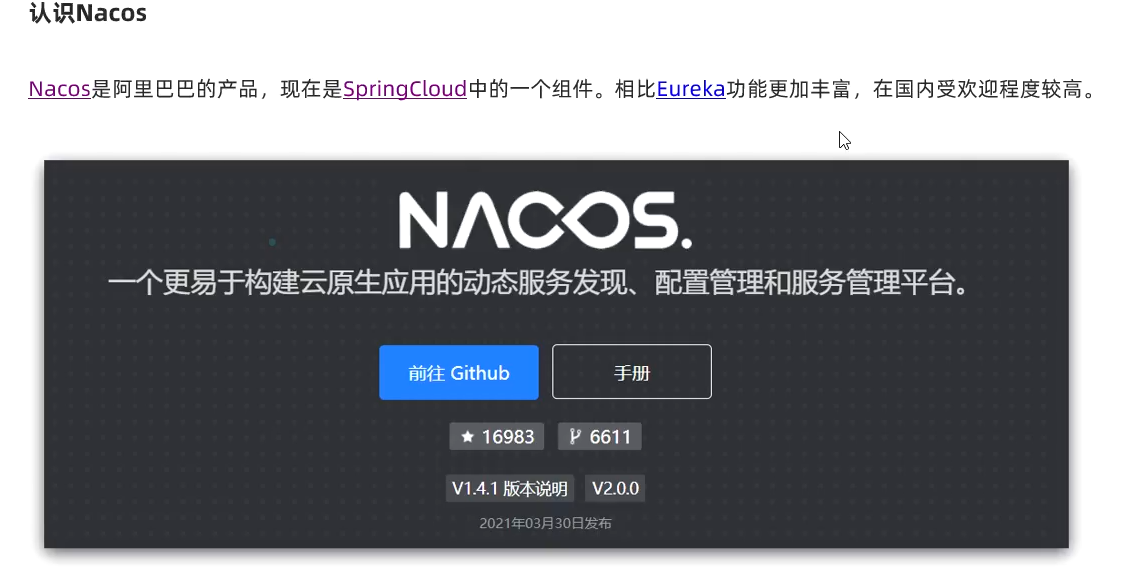 认识Nacos
Nacos是阿里巴巴的产品，现在是SpringCloud中的一个组件。相比Eureka功能更加丰富，在国内受欢迎程度较高。
NACOS.
一个更易于构建云原生应用的动态服务发现、配置管理和服务管理平台。
前往 Github 手册
16983 6611
V1.4.1 版本说明 V2.0.0
2021年03月30日发布